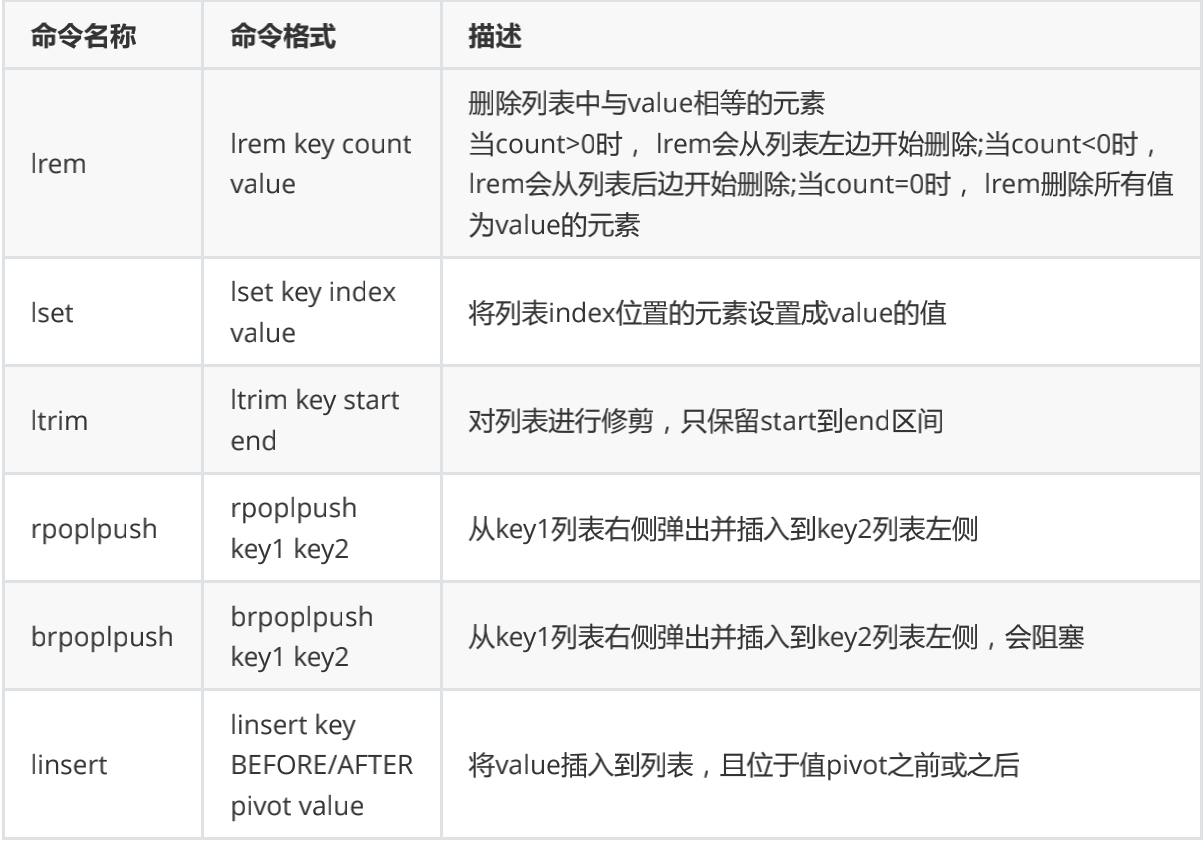 命令名称 命令格式 描述
lrem
lrem key count
value
删除列表中与value相等的元素
当count>0时， lrem会从列表左边开始删除;当count<0时，
lrem会从列表后边开始删除;当count=0时， lrem删除所有值
为value的元素
lset
lset key index
value
将列表index位置的元素设置成value的值
ltrim
ltrim key start
end
对列表进行修剪，只保留start到end区间
rpoplpush
rpoplpush
key1 key2
从key1列表右侧弹出并插入到key2列表左侧
brpoplpush
brpoplpush
key1 key2
从key1列表右侧弹出并插入到key2列表左侧，会阻塞
linsert
linsert key
BEFORE/AFTER
pivot value
将value插入到列表，且位于值pivot之前或之后